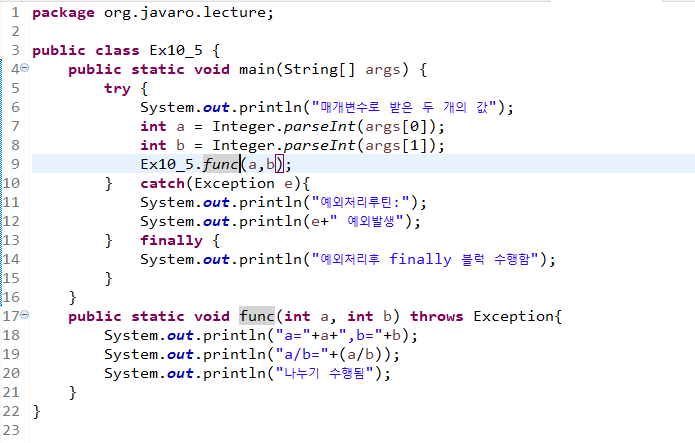 1 package org.javaro.lecture;
2
3 public class Ex10_5 {
4 public static void main(String[] args) {
5 try {
6 System.out.println("매개변수로 받은 두 개의 값");
7 int a = Integer.parseInt(args[0]);
8 int b = Integer.parseInt(args[1]);
9 Ex10_5.func(a,b);
10 } catch(Exception e){
11 System.out.println("예외처리루틴:");
12 System.out.println(e+" 예외발생");
13 } finally {
14 System.out.println("예외처리후 finally 블럭 수행함");
15 }
16 }
17 public static void func(int a, int b) throws Exception{
18 System.out.println("a="+a+",b="+b);
19 System.out.println("a/b="+(a/b));
20 System.out.println("나누기 수행됨");
21 }
22 }
23